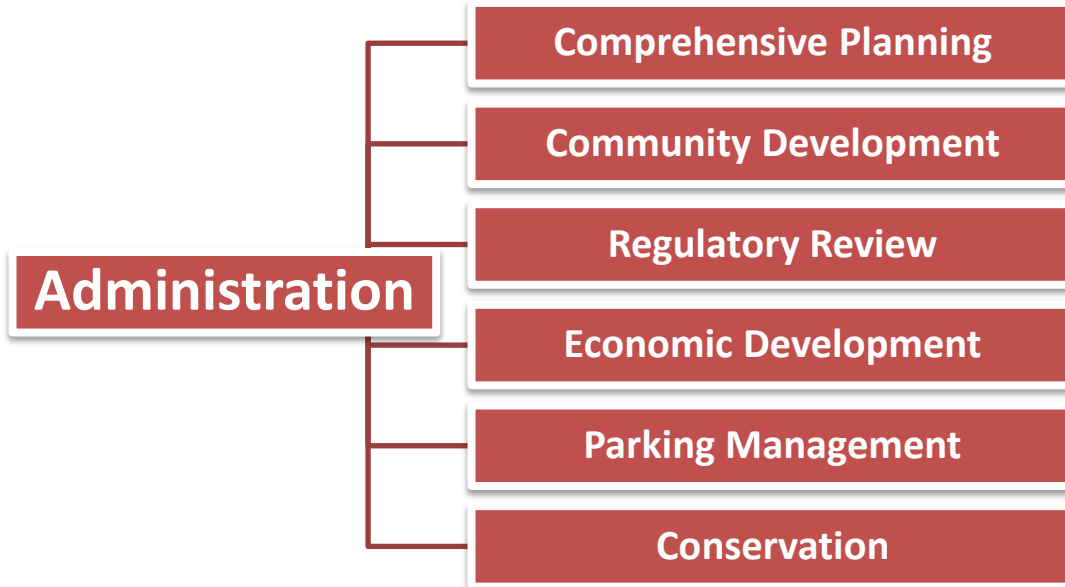 Comprehensive Planning
Community Development
Regulatory Review
Administration
Economic Development
Parking Management
Conservation